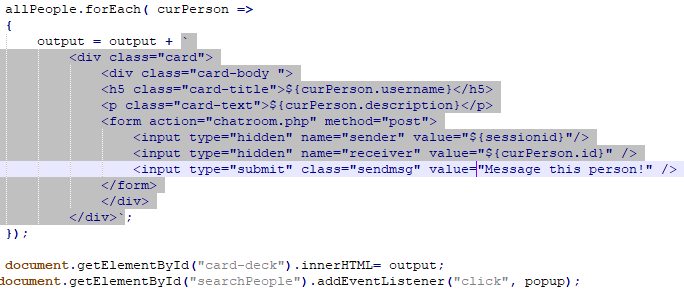 allPeople.forEach( curPerson =>
{
output = output + `
<div class="card">
<div class="card-body ">
<h5 class="card-title">${curPerson.username}</h5>
<p class="card-text">${curPerson.description}</p>
<form action="chatroom.php" method="post">
<input type="hidden" name="sender" value="${sessionid}"/>
<input type="hidden" name="receiver" value="${curPerson.id}" />
<input type="submit" class="sendmsg" value="Message this person!" />
</form>
</div>
</div>`;
});
document.getElementById("card-deck").innerHTML= output;
document.getElementById("searchPeople").addEventListener("click", popup);